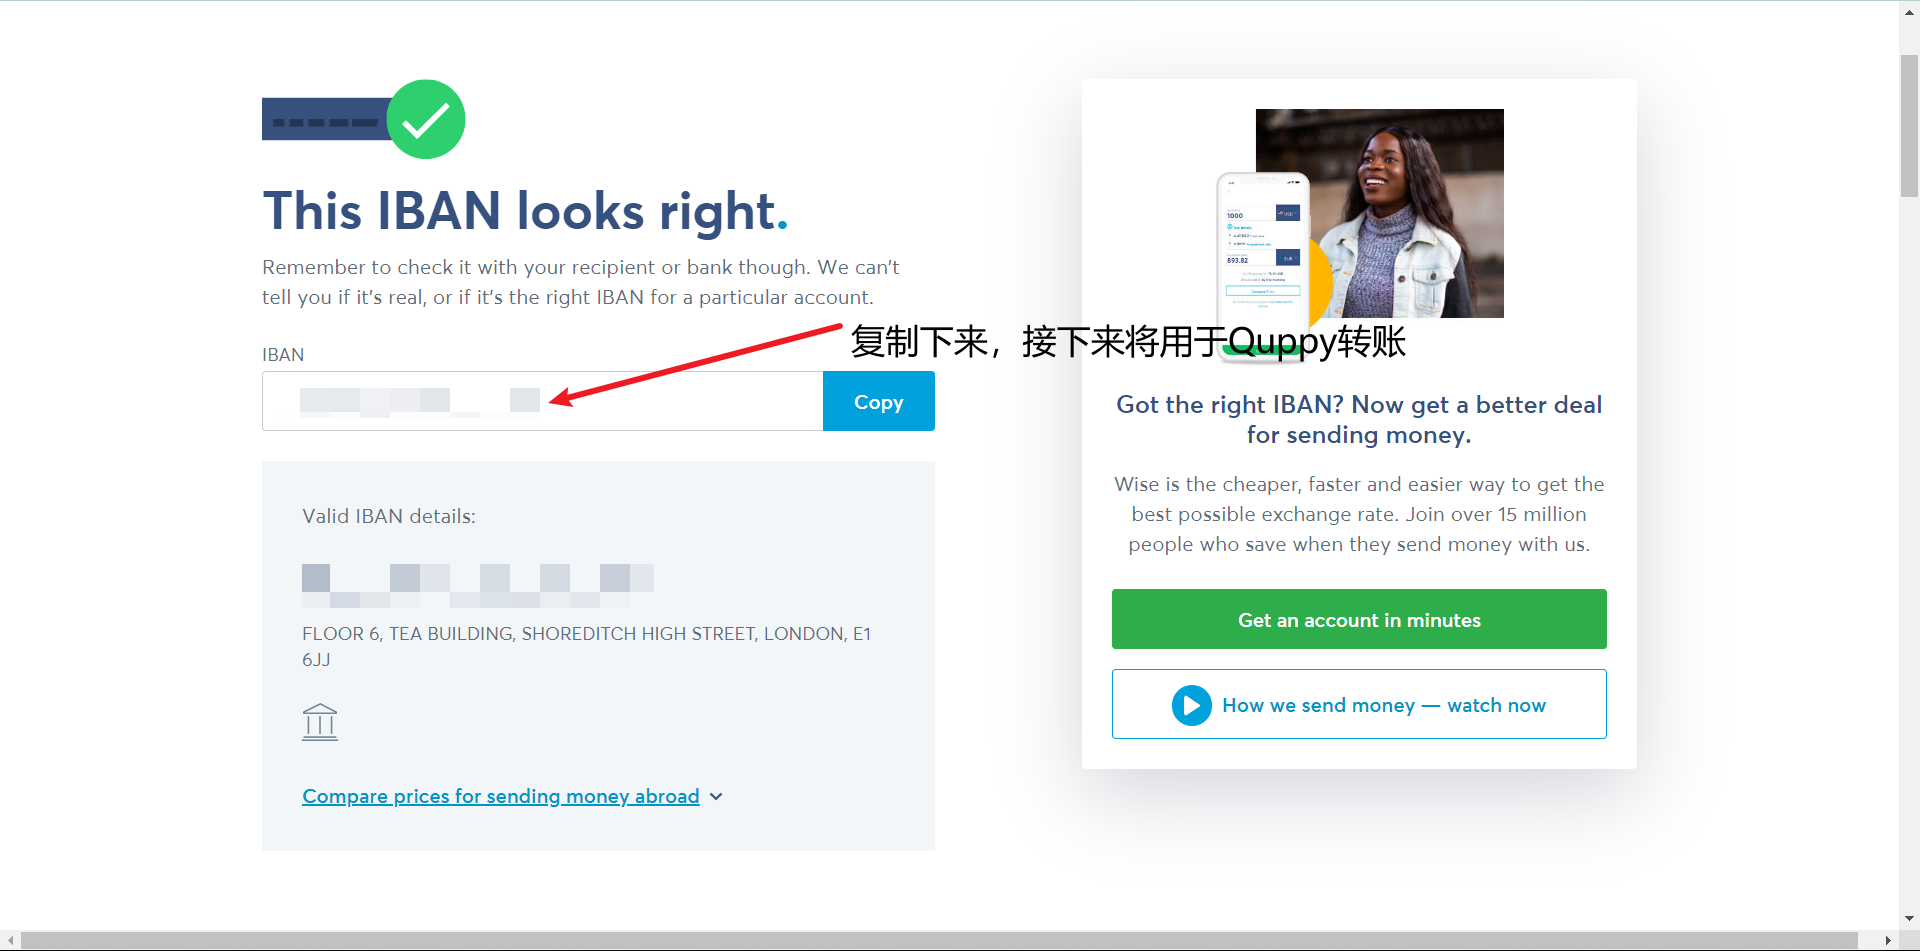 This IBAN looks right.
Remember to check it with your recipient or bank though. We can't
tell you if it's real, or if it's the right IBAN for a particular account.
复制下来，接下来将用于Quppy转账
IBAN
Copy
Valid IBAN details:
FLOOR 6, TEA BUILDING, SHOREDITCH HIGH STREET, LONDON, E1
6JJ
Compare prices for sending money abroad
1000
USD
893.82
EUR
Got the right IBAN? Now get a better deal
for sending money.
Wise is the cheaper, faster and easier way to get the
best possible exchange rate. Join over 15 million
people who save when they send money with us.
Get an account in minutes
How we send money — watch now